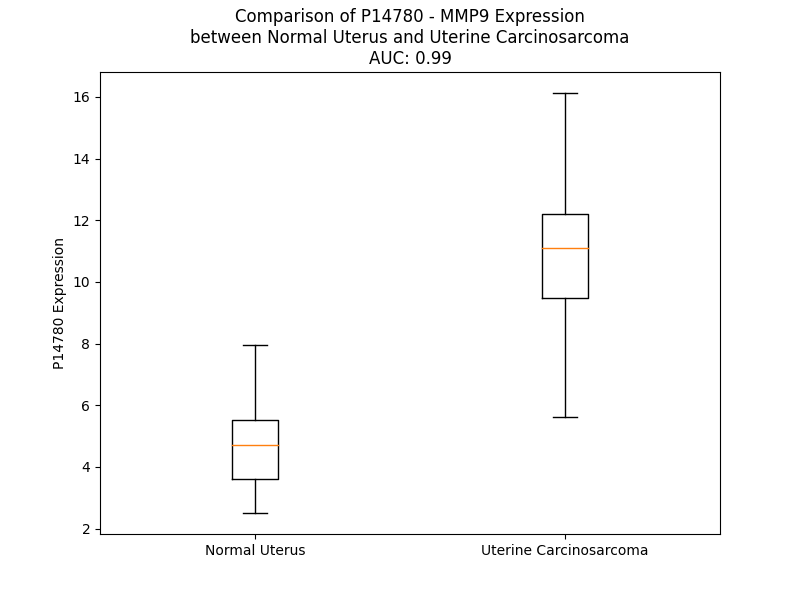 Comparison of P14780 - MMP9 Expression
between Normal Uterus and Uterine Carcinosarcoma
AUC: 0.99
16
14
12
10
8
6
4
2
P14780 Expression
Normal Uterus
Uterine Carcinosarcoma